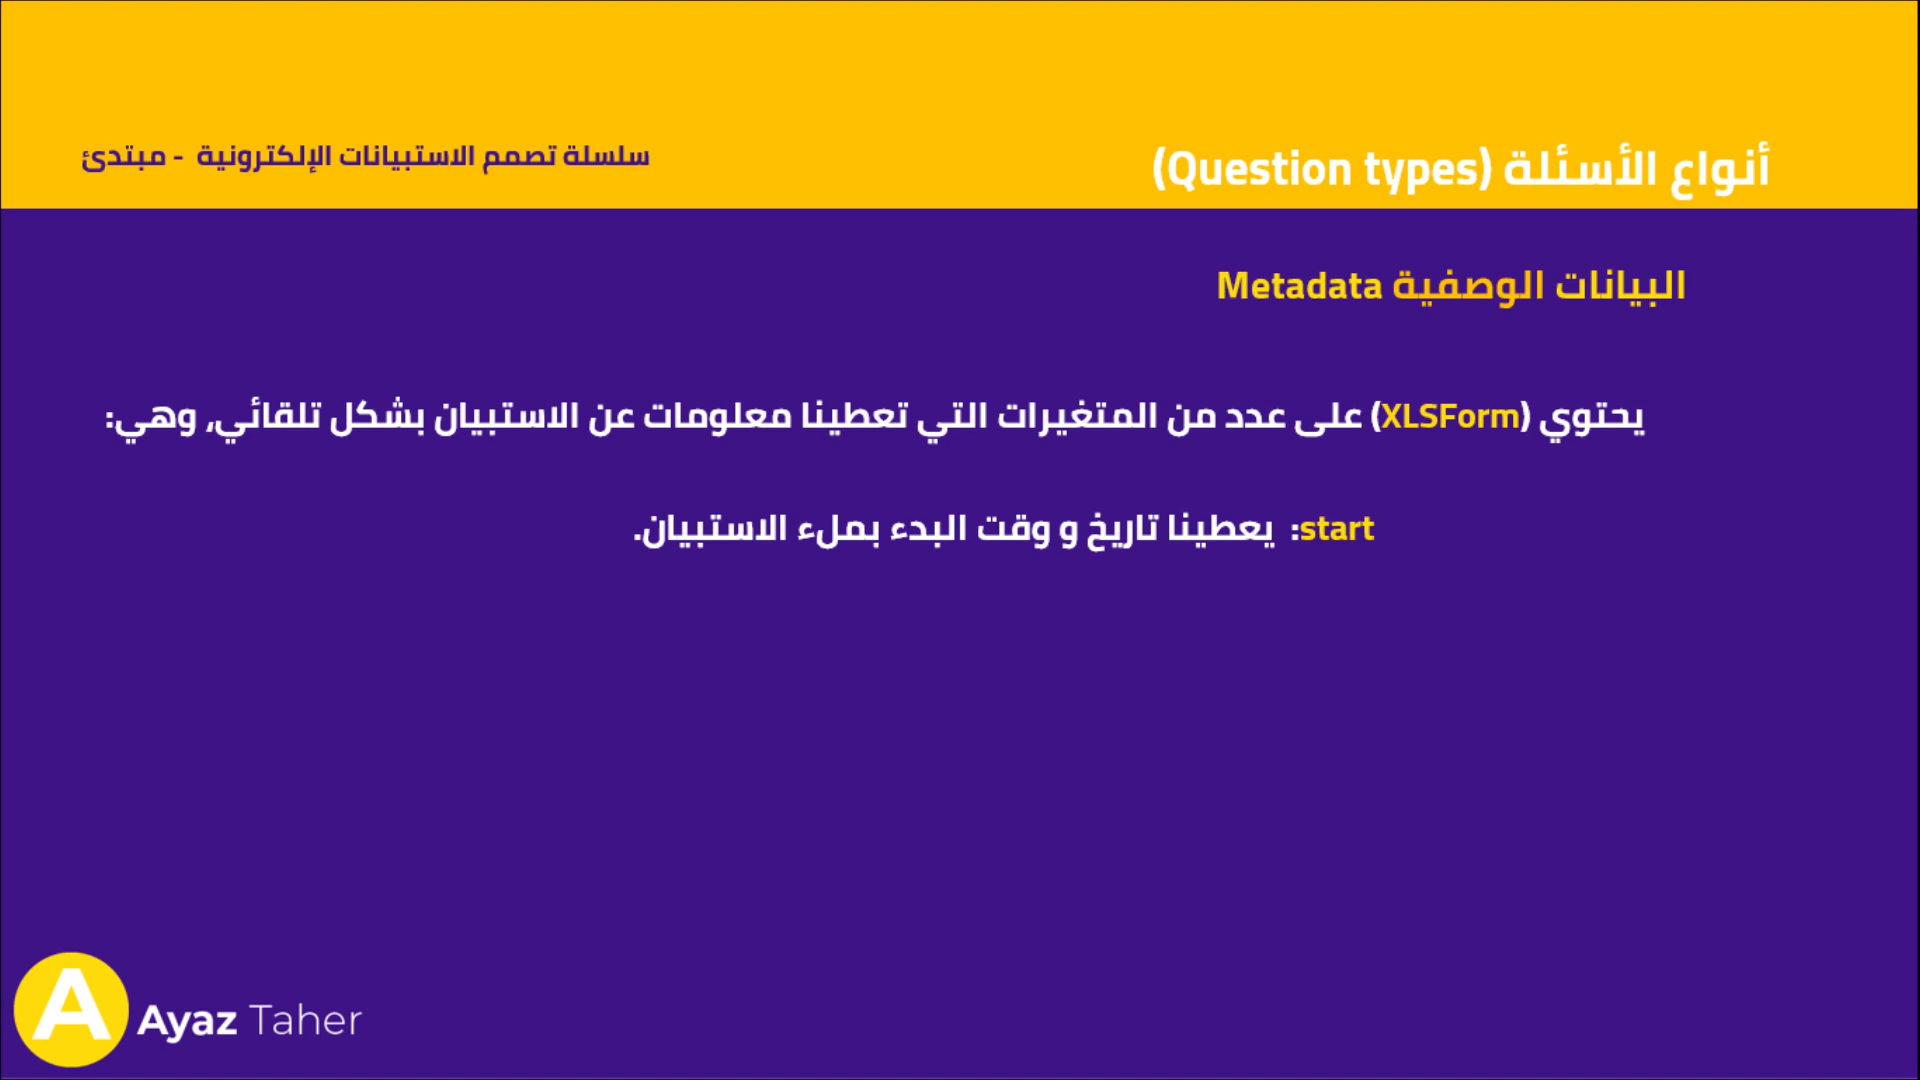 أنواع الأسئلة (Question types)
سلسلة تصمم الاستبيانات الإلكترونية - مبتدئ
البيانات الوصفية Metadata
يحتوي (XLSForm) على عدد من المتغيرات التي تعطينا معلومات عن الاستبيان بشكل تلقائي، وهي:
start: يعطينا تاريخ و وقت البدء بملء الاستبيان.
A
Ayaz Taher